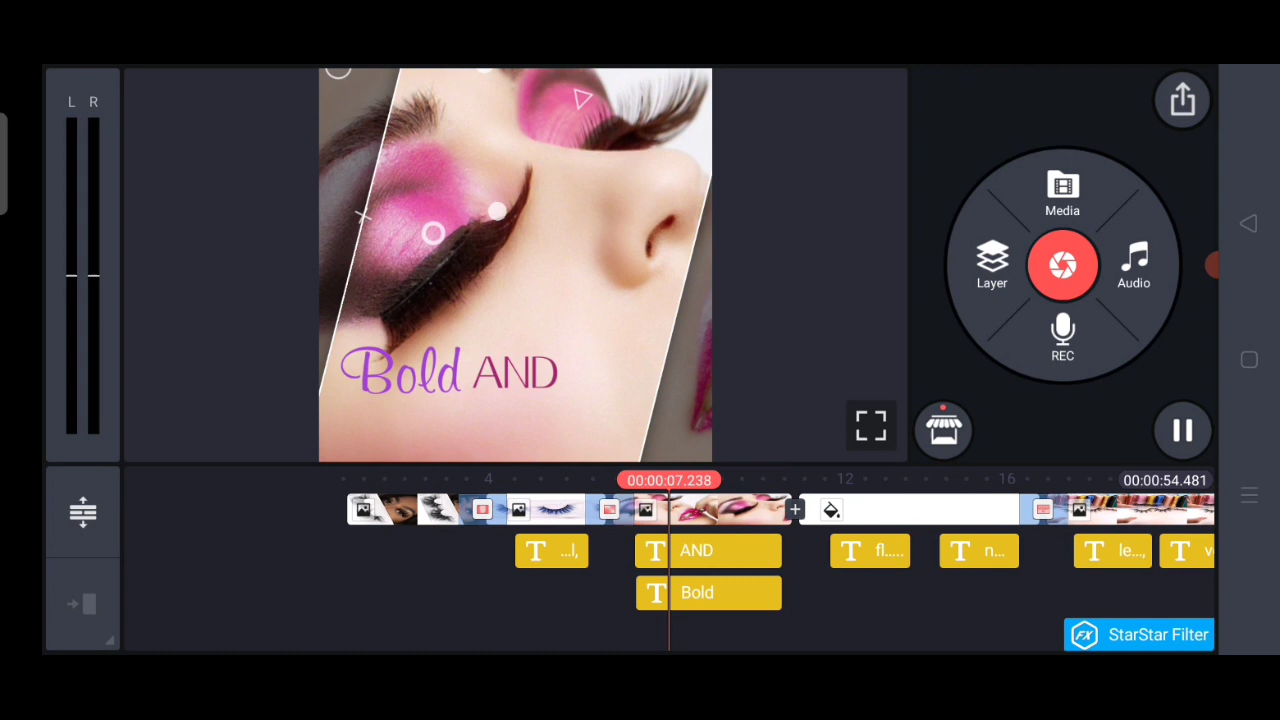 L R
Media
Layer
Audio
REC
Bold AND
4
00:00:07.238
12
16
00:00:54.481
T ...l,
T AND
T fl.....
T n...
T le...,
T v
T Bold
FX StarStar Filter